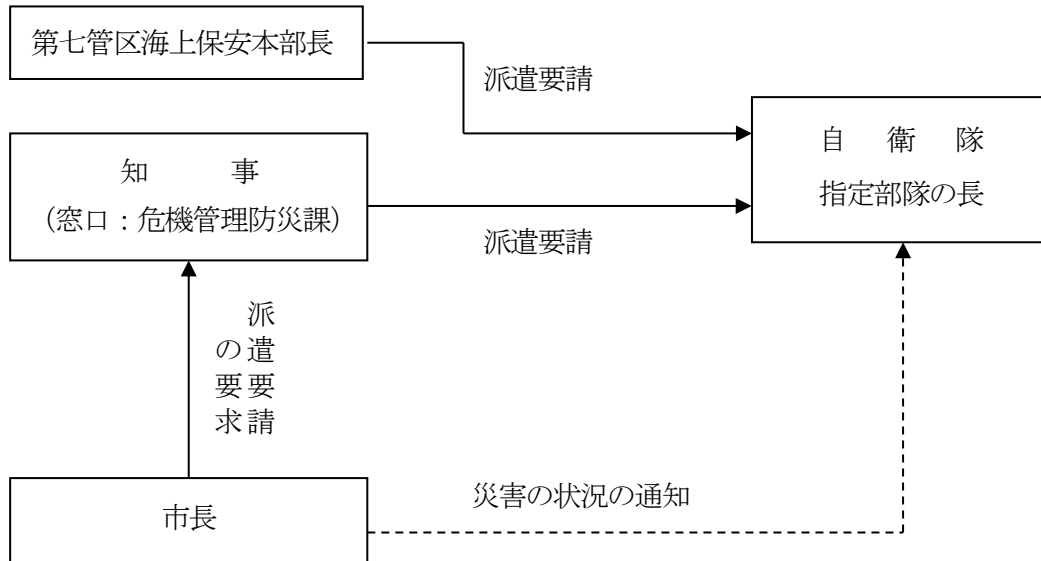 第七管区海上保安本部長
派遣要請
自　衛　隊
指定部隊の長
知　　事
（窓口：危機管理防災課）
派遣要請
派遣要請
の要求
災害の状況の通知
市長